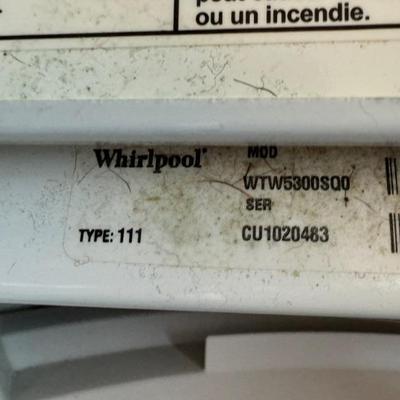 ou un incendie.
Whirlpool
MOD
WTW5300SQ0
SER
TYPE: 111
CU1020483